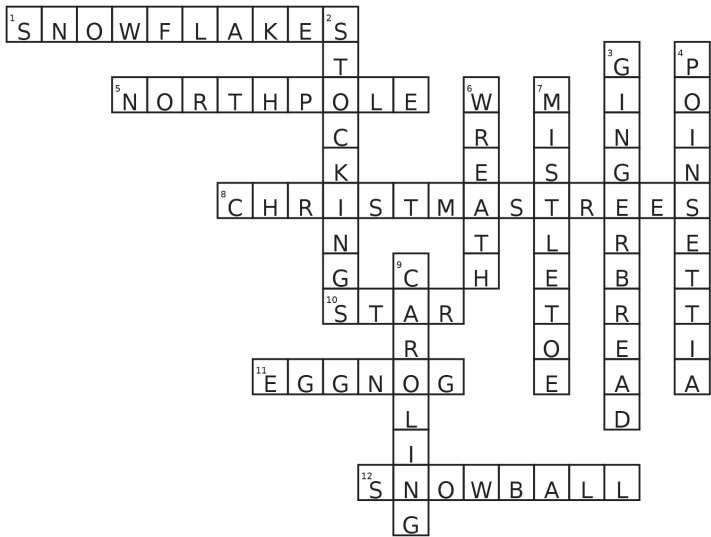 1 SNOWFLAKES
2 STOCKINGS
3 GINGERBREAD
4 POINSETTIA
5 NORTHPOLE
6 WREATH
7 MISTLETOE
8 CHRISTMASTREES
9 CAROLING
10 STAR
11 EGGNOG
12 SNOWBALL